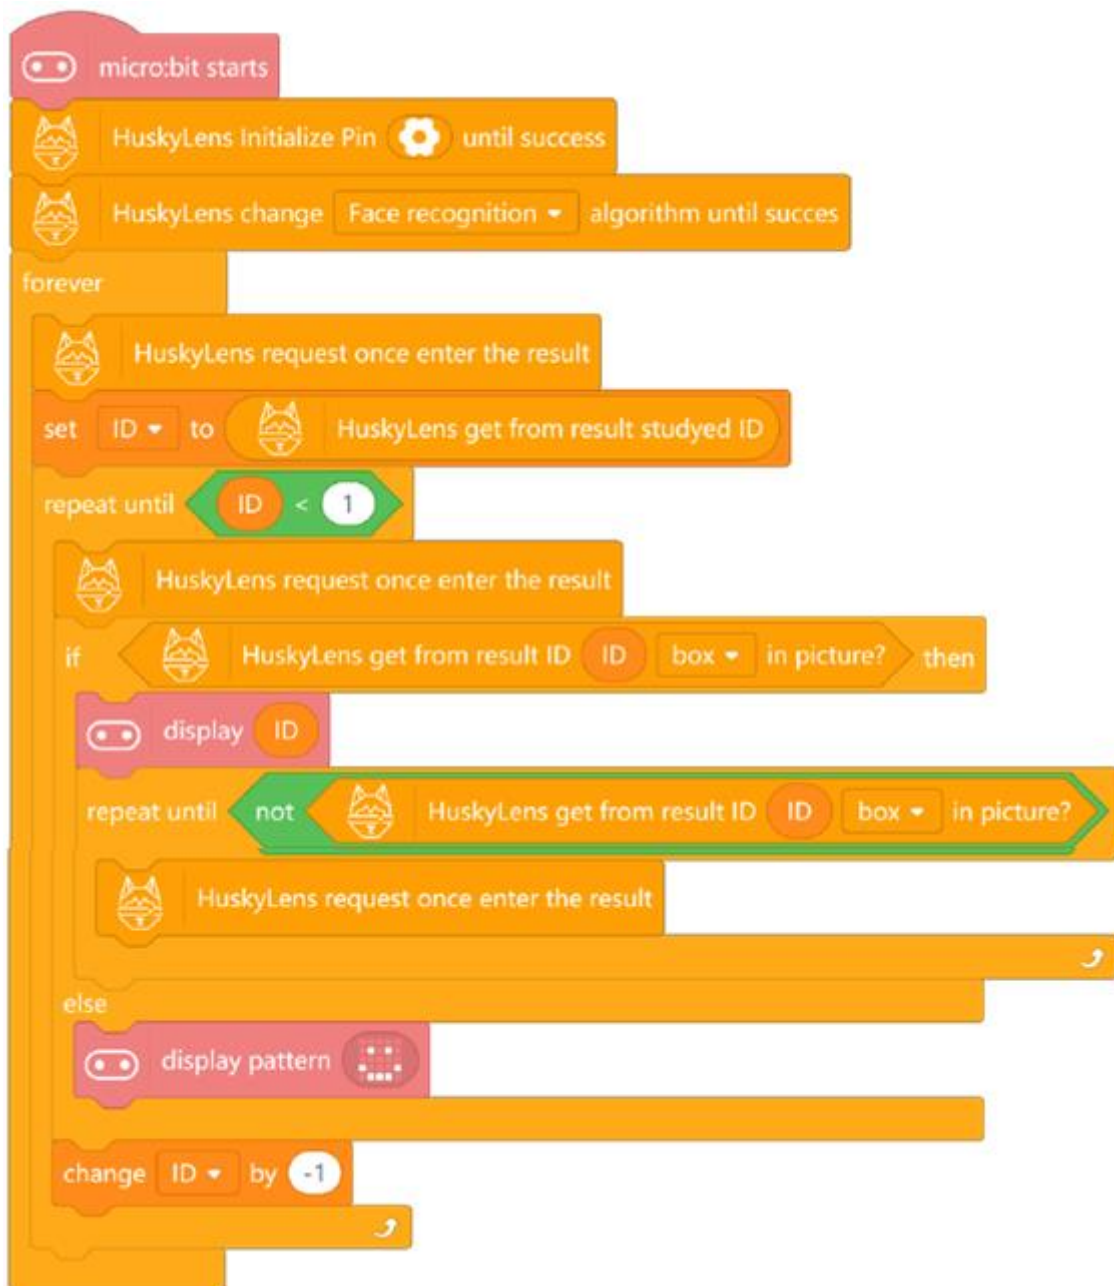 micro:bit starts
HuskyLens Initialize Pin until success
HuskyLens change Face recognition algorithm until succes
forever
HuskyLens request once enter the result
set ID to HuskyLens get from result studyed ID
repeat until ID < 1
HuskyLens request once enter the result
if HuskyLens get from result ID ID box in picture? then
display ID
repeat until not HuskyLens get from result ID ID box in picture?
HuskyLens request once enter the result
else
display pattern
change ID by -1